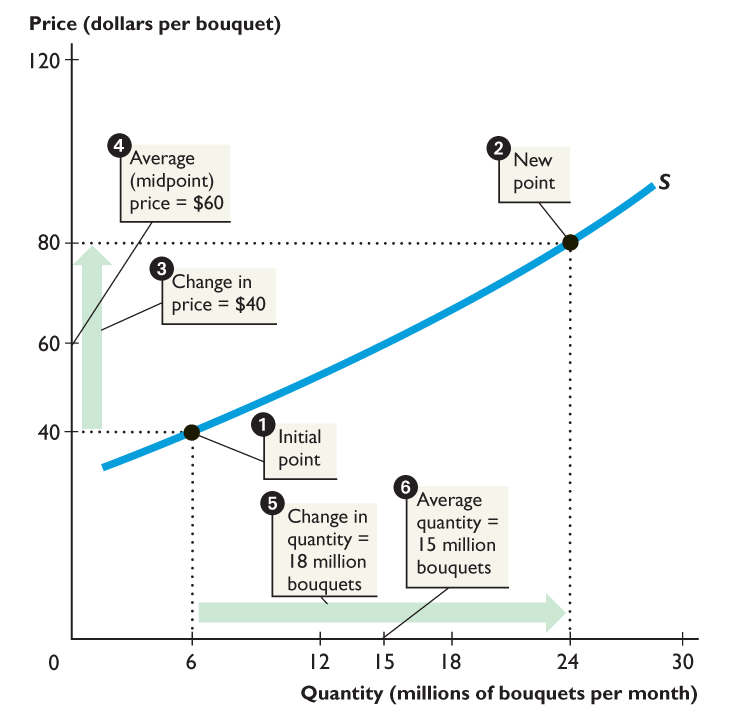 Price (dollars per bouquet)
120
4
Average
(midpoint)
price = $60
2
New
point
S
80
3
Change in
price = $40
60
40
1
Initial
point
5
Change in
quantity =
18 million
bouquets
6
Average
quantity =
15 million
bouquets
0
6
12
15
18
24
30
Quantity (millions of bouquets per month)